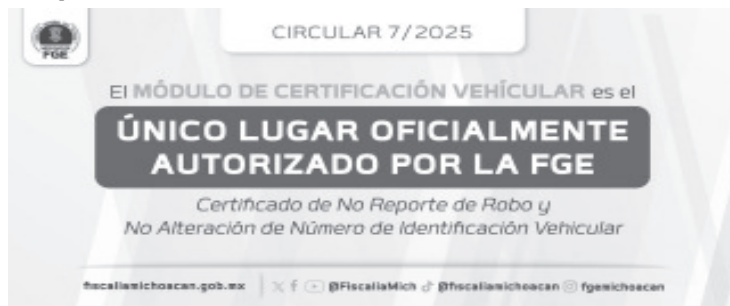 FGE
CIRCULAR 7/2025
El MÓDULO DE CERTIFICACIÓN VEHÍCULAR es el
ÚNICO LUGAR OFICIALMENTE
AUTORIZADO POR LA FGE
Certificado de No Reporte de Robo y
No Alteración de Número de Identificación Vehicular
fiscaliamichoacan.gob.mx @FiscaliaMich @fiscaliamichoacan fgemichoacan